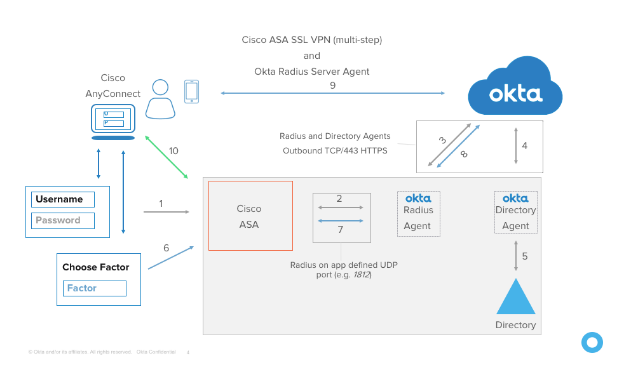 Cisco ASA SSL VPN (multi-step)
and
Okta Radius Server Agent
9
Cisco
AnyConnect
U
P
okta
10
Radius and Directory Agents
Outbound TCP/443 HTTPS
3
8
4
Username
Password
1
Cisco
ASA
2
7
okta
Radius
Agent
okta
Directory
Agent
6
Choose Factor
Factor
Radius on app defined UDP
port (e.g. 1812)
5
Directory
© Okta and/or its affiliates. All rights reserved. Okta Confidential